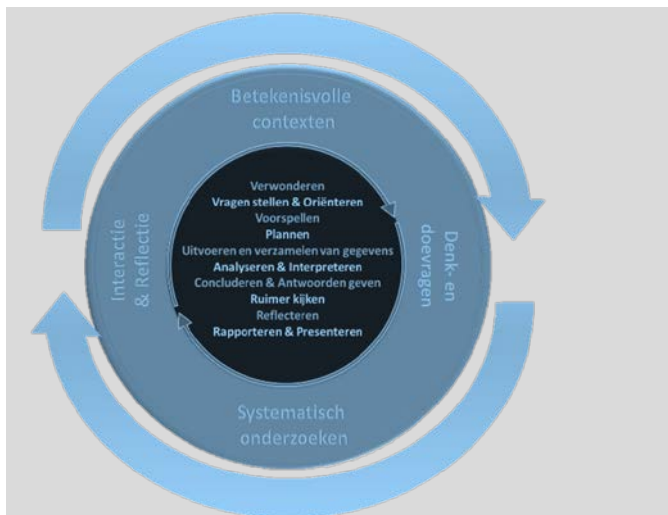 Betekenisvolle
contexten
Verwonderen
Vragen stellen & Oriënteren
Voorspellen
Plannen
Uitvoeren en verzamelen van gegevens
Analyseren & Interpreteren
Concluderen & Antwoorden geven
Ruimer kijken
Reflecteren
Rapporteren & Presenteren
Denk- en
doevragen
Systematisch
onderzoeken
Interactie
& Reflectie